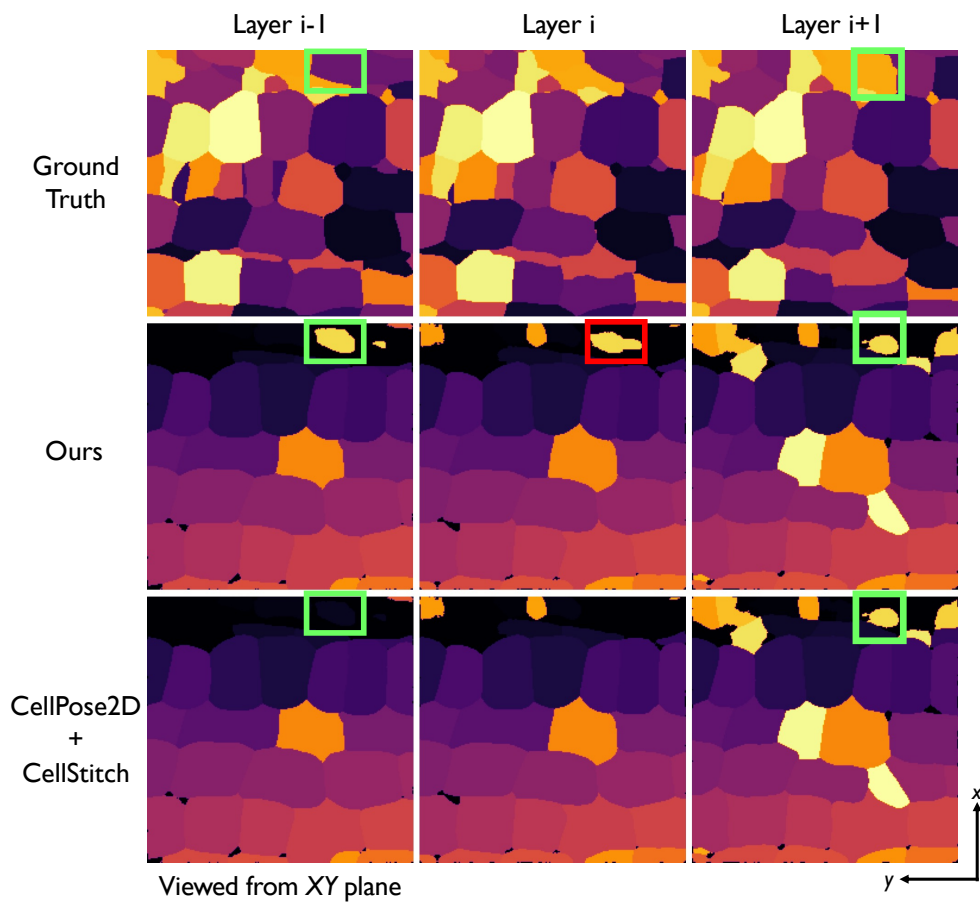 Layer i-1
Layer i
Layer i+1
Ground
Truth
Ours
CellPose2D
+
CellStitch
x
y
Viewed from XY plane